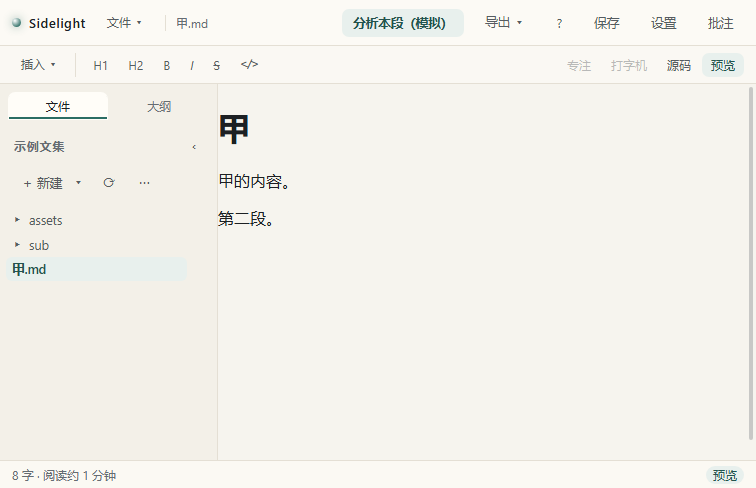 Sidelight 文件 ▾ 甲.md 分析本段（模拟） 导出 ▾ ? 保存 设置 批注
插入 ▾ H1 H2 B I S </> 专注 打字机 源码 预览
文件 大纲
示例文集 ‹
+ 新建 ▾ ⟳ ···
▸ assets
▸ sub
甲.md
甲
甲的内容。
第二段。
8 字 · 阅读约 1 分钟 预览